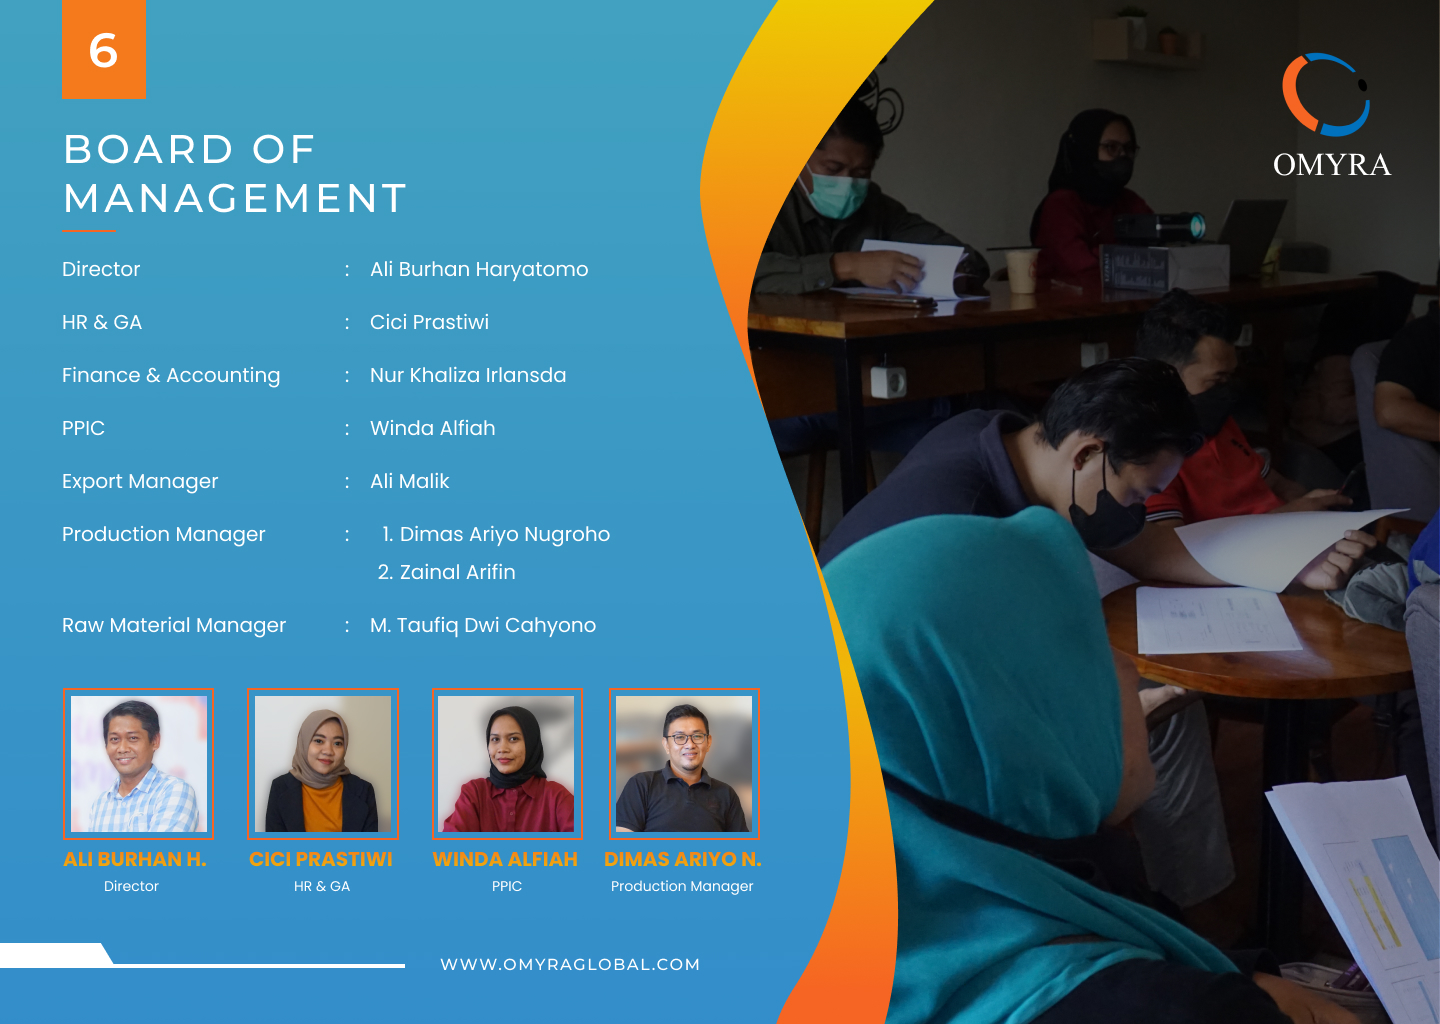 6
BOARD OF
MANAGEMENT
Director : Ali Burhan Haryatomo
HR & GA : Cici Prastiwi
Finance & Accounting : Nur Khaliza Irlansda
PPIC : Winda Alfiah
Export Manager : Ali Malik
Production Manager : 1. Dimas Ariyo Nugroho
2. Zainal Arifin
Raw Material Manager : M. Taufiq Dwi Cahyono
ALI BURHAN H.
Director
CICI PRASTIWI
HR & GA
WINDA ALFIAH
PPIC
DIMAS ARIYO N.
Production Manager
WWW.OMYRAGLOBAL.COM
OMYRA